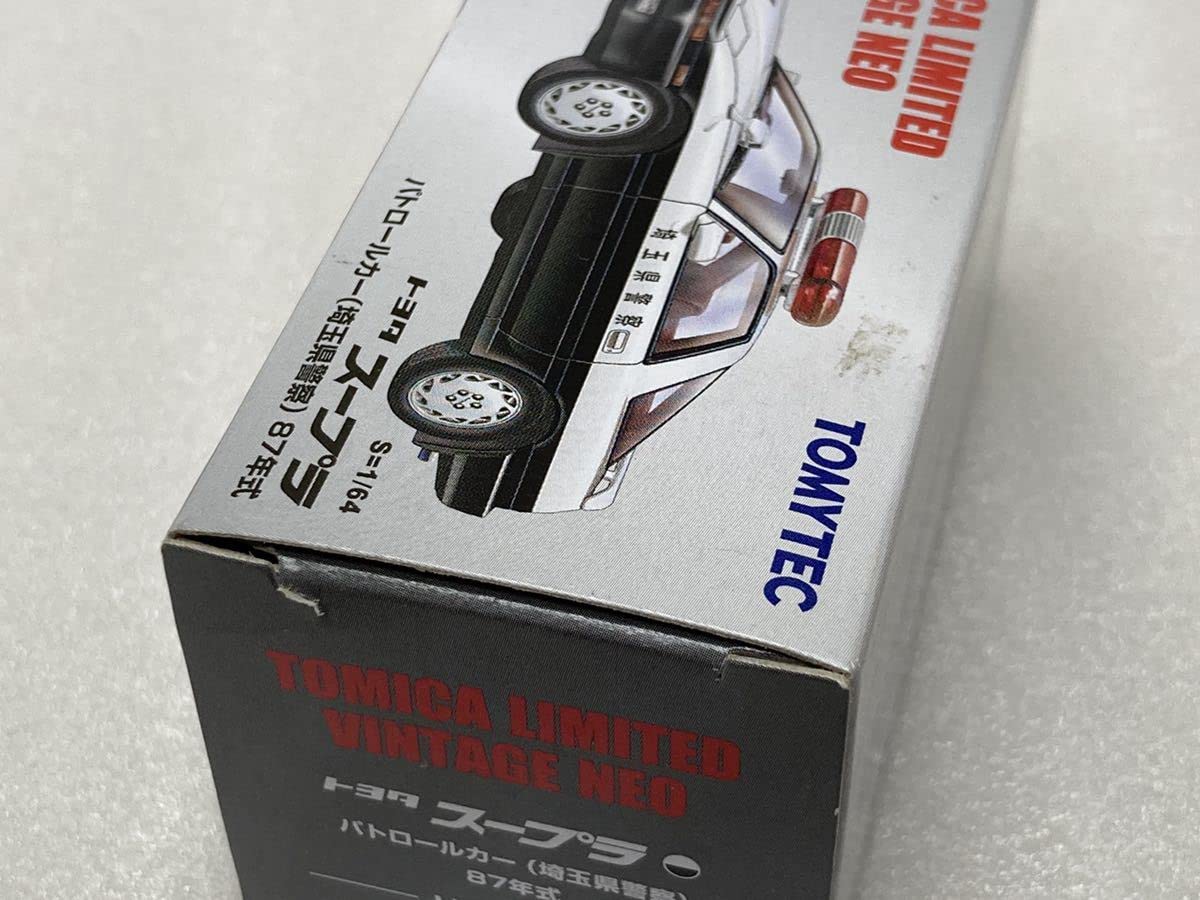 CA LIMITED
GE NEO
埼玉県警察
トヨタ スープラ S=1/64
パトロールカー(埼玉県警察) 87年式
TOMYTEC
TOMICA LIMITED
VINTAGE NEO
トヨタ スープラ
パトロールカー (埼玉県警察)
87年式